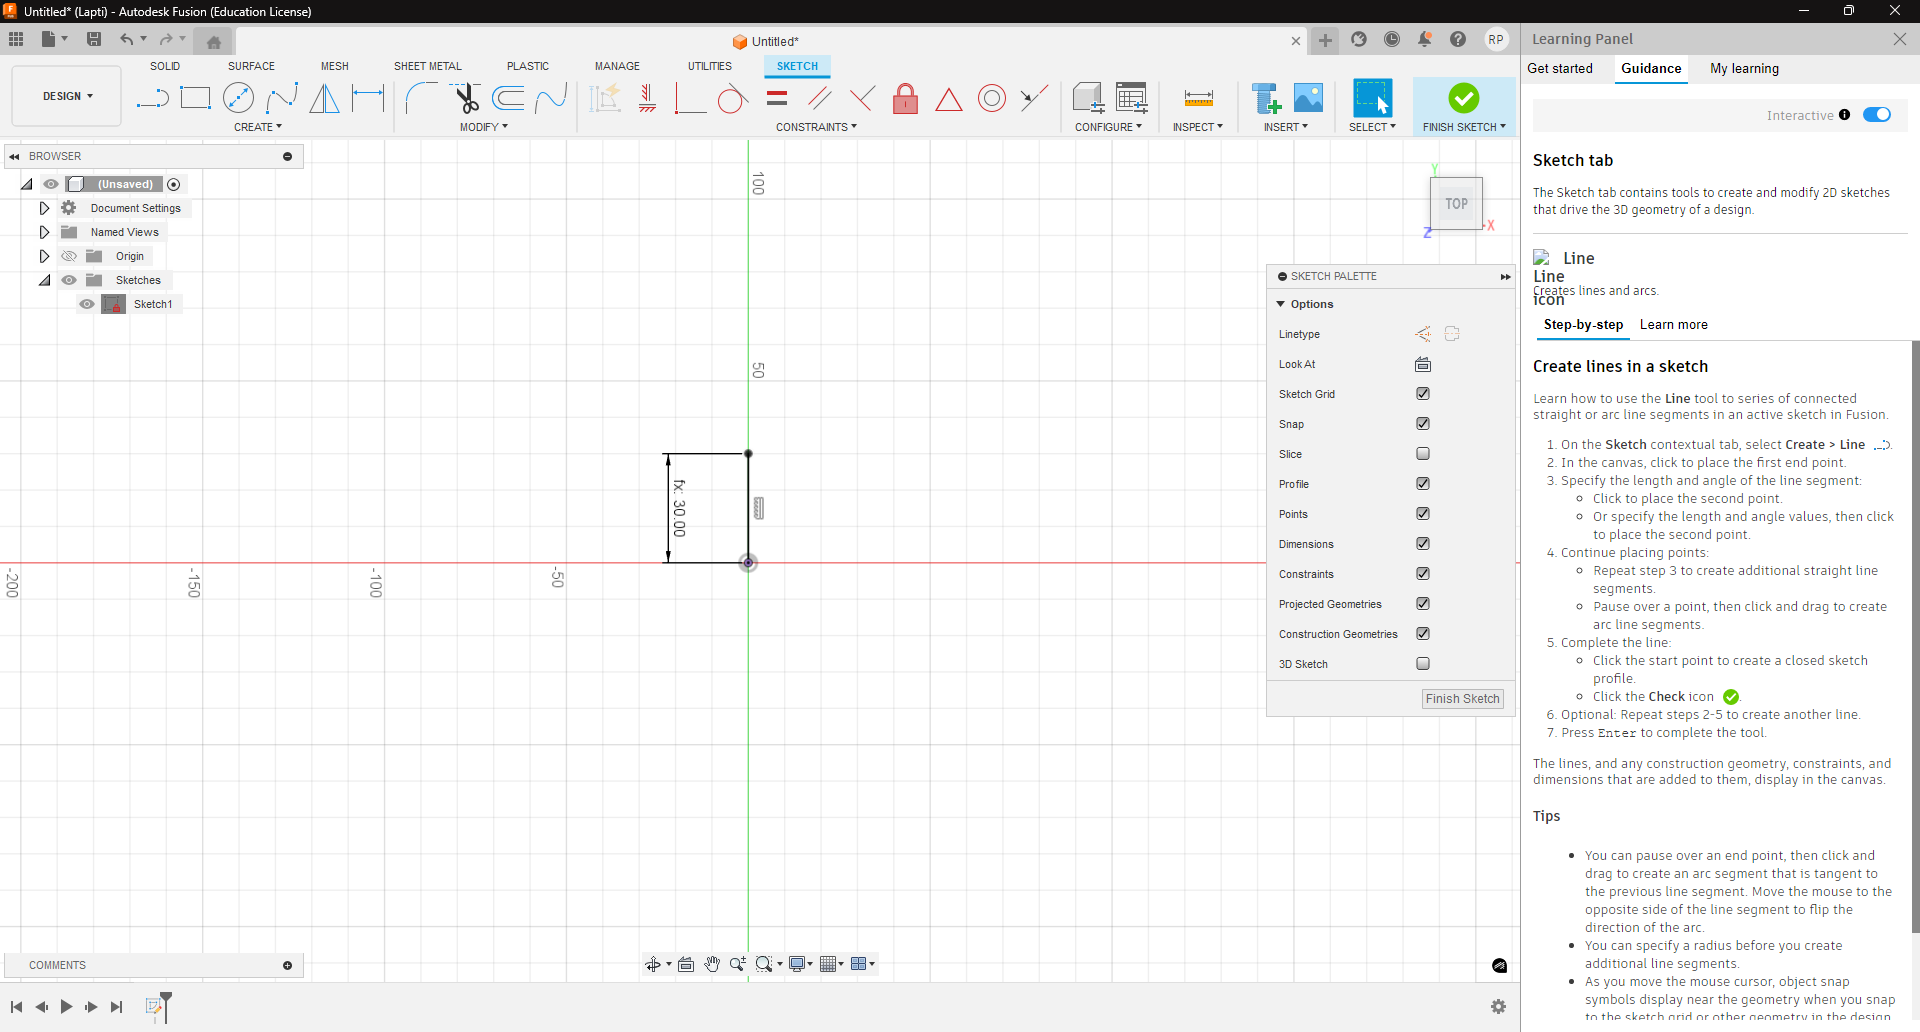 Untitled* (Lapti) - Autodesk Fusion (Education License)
Untitled*
RP
DESIGN
SOLID
SURFACE
MESH
SHEET METAL
PLASTIC
MANAGE
UTILITIES
SKETCH
CREATE
MODIFY
CONSTRAINTS
CONFIGURE
INSPECT
INSERT
SELECT
FINISH SKETCH
BROWSER
(Unsaved)
Document Settings
Named Views
Origin
Sketches
Sketch1
100
50
fx: 30.00
-200
-150
-100
-50
Y
TOP
X
Z
SKETCH PALETTE
Options
Linetype
Look At
Sketch Grid
Snap
Slice
Profile
Points
Dimensions
Constraints
Projected Geometries
Construction Geometries
3D Sketch
Finish Sketch
COMMENTS
Learning Panel
Get started
Guidance
My learning
Interactive
Sketch tab
The Sketch tab contains tools to create and modify 2D sketches
that drive the 3D geometry of a design.
Line
Line
icon
Creates lines and arcs.
Step-by-step
Learn more
Create lines in a sketch
Learn how to use the Line tool to series of connected
straight or arc line segments in an active sketch in Fusion.
1. On the Sketch contextual tab, select Create > Line .
2. In the canvas, click to place the first end point.
3. Specify the length and angle of the line segment:
Click to place the second point.
Or specify the length and angle values, then click
to place the second point.
4. Continue placing points:
Repeat step 3 to create additional straight line
segments.
Pause over a point, then click and drag to create
arc line segments.
5. Complete the line:
Click the start point to create a closed sketch
profile.
Click the Check icon .
6. Optional: Repeat steps 2-5 to create another line.
7. Press Enter to complete the tool.
The lines, and any construction geometry, constraints, and
dimensions that are added to them, display in the canvas.
Tips
You can pause over an end point, then click and
drag to create an arc segment that is tangent to
the previous line segment. Move the mouse to the
opposite side of the line segment to flip the
direction of the arc.
You can specify a radius before you create
additional line segments.
As you move the mouse cursor, object snap
symbols display near the geometry when you snap
to the sketch grid or other geometry in the design